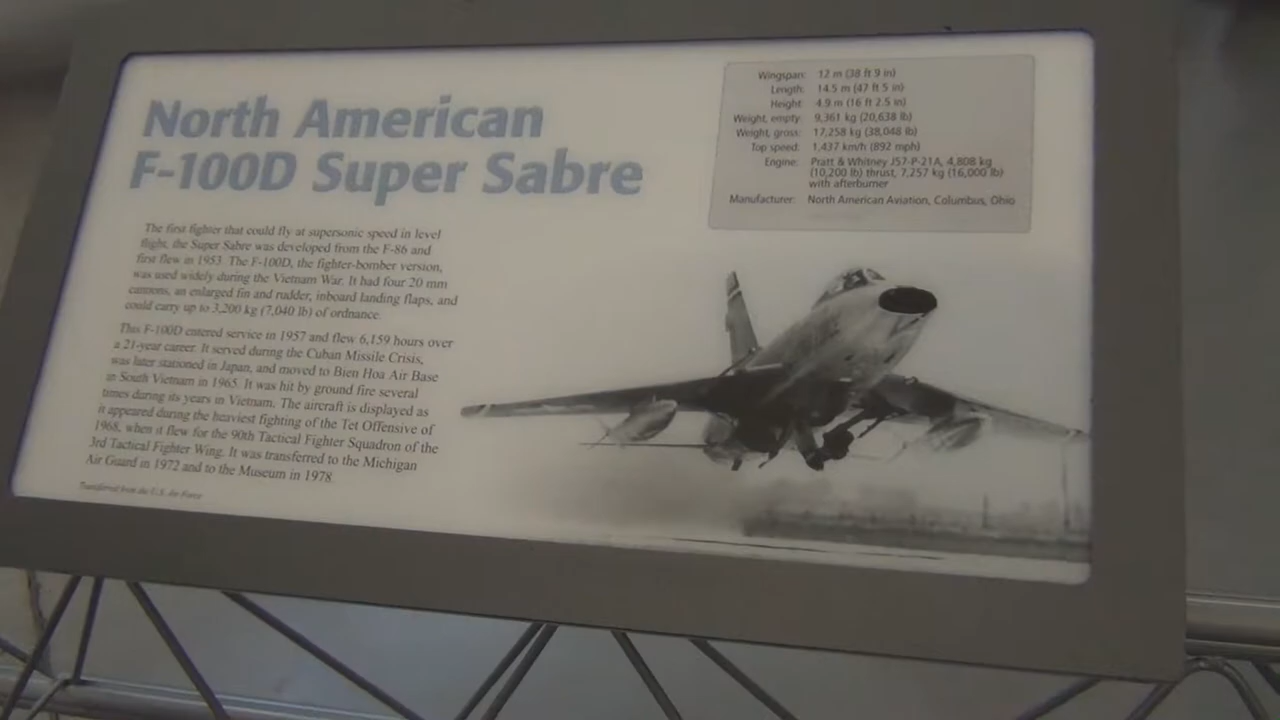 North American
F-100D Super Sabre
The first fighter that could fly at supersonic speed in level
flight, the Super Sabre was developed from the F-86 and
first flew in 1953. The F-100D, the fighter-bomber version,
was used widely during the Vietnam War. It had four 20 mm
cannons, an enlarged fin and rudder, inboard landing flaps, and
could carry up to 3,200 kg (7,040 lb) of ordnance.
This F-100D entered service in 1957 and flew 6,159 hours over
a 21-year career. It served during the Cuban Missile Crisis,
was later stationed in Japan, and moved to Bien Hoa Air Base
in South Vietnam in 1965. It was hit by ground fire several
times during its years in Vietnam. The aircraft is displayed as
it appeared during the heaviest fighting of the Tet Offensive of
1968, when it flew for the 90th Tactical Fighter Squadron of the
3rd Tactical Fighter Wing. It was transferred to the Michigan
Air Guard in 1972 and to the Museum in 1978.
Transferred from the U.S. Air Force
Wingspan: 12 m (38 ft 9 in)
Length: 14.5 m (47 ft 5 in)
Height: 4.9 m (16 ft 2.5 in)
Weight, empty: 9,361 kg (20,638 lb)
Weight, gross: 17,258 kg (38,048 lb)
Top speed: 1,437 km/h (892 mph)
Engine: Pratt & Whitney J57-P-21A, 4,808 kg
(10,200 lb) thrust, 7,257 kg (16,000 lb)
with afterburner
Manufacturer: North American Aviation, Columbus, Ohio